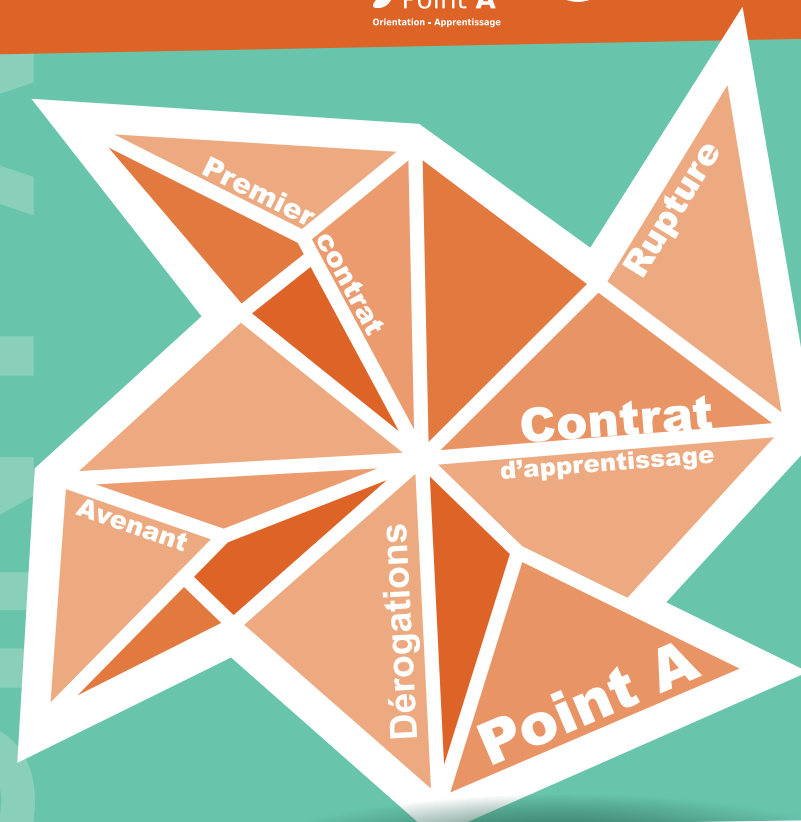 Point A
Orientation - Apprentissage
Premier
contrat
Rupture
Contrat
d'apprentissage
Avenant
Dérogations
Point A